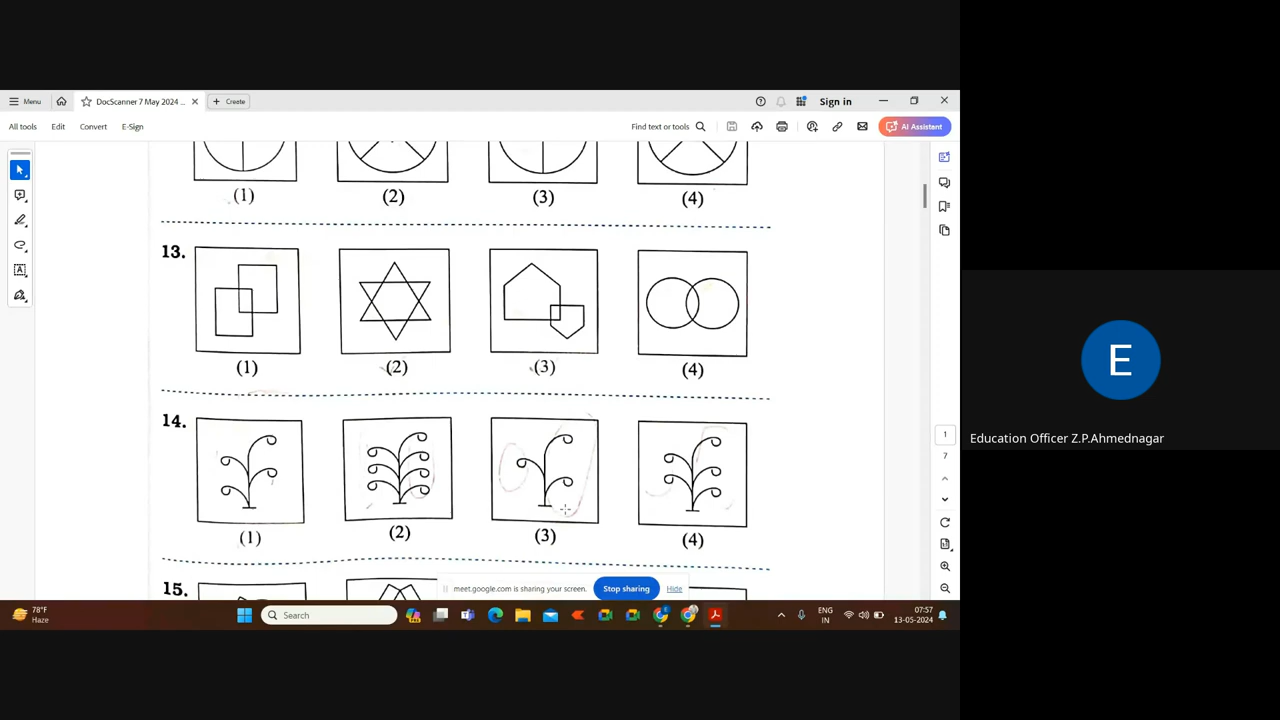 Menu
DocScanner 7 May 2024 ...
Create
Sign in
All tools
Edit
Convert
E-Sign
Find text or tools
AI Assistant
(1) (2) (3) (4)
13.
(1) (2) (3) (4)
14.
(1) (2) (3) (4)
15.
1
7
E
Education Officer Z.P.Ahmednagar
meet.google.com is sharing your screen.
Stop sharing
Hide
78°F
Haze
Search
ENG
IN
07:57
13-05-2024